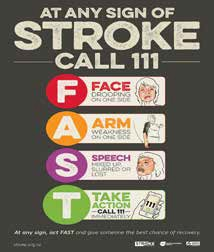 AT ANY SIGN OF
STROKE
CALL 111
F
FACE
DROOPING
ON ONE SIDE
A
ARM
WEAKNESS
ON ONE SIDE
S
SPEECH
MIXED UP,
SLURRED OR
LOST
T
TAKE
ACTION
CALL 111
IMMEDIATELY
At any sign, act FAST and give someone the best chance of recovery.
stroke.org.nz